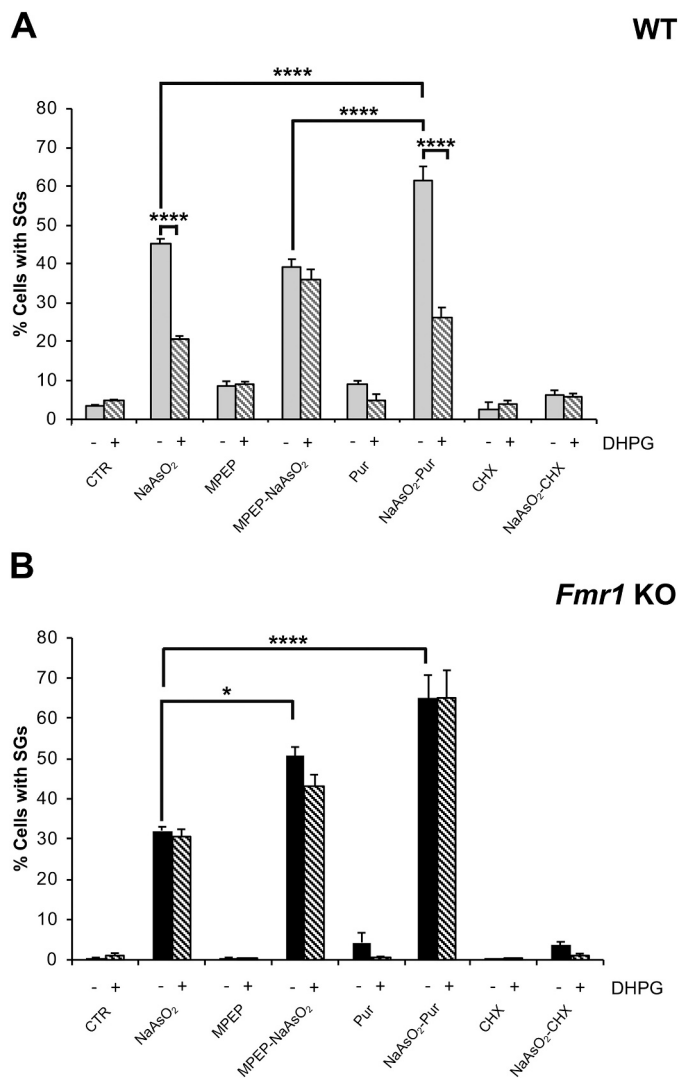 A
WT
****
****
****
****
80
70
60
50
40
30
20
10
0
% Cells with SGs
- + - + - + - + - + - + - + - + DHPG
CTR NaAsO₂ MPEP MPEP-NaAsO₂ Pur NaAsO₂-Pur CHX NaAsO₂-CHX
B
Fmr1 KO
****
*
80
70
60
50
40
30
20
10
0
% Cells with SGs
- + - + - + - + - + - + - + - + DHPG
CTR NaAsO₂ MPEP MPEP-NaAsO₂ Pur NaAsO₂-Pur CHX NaAsO₂-CHX